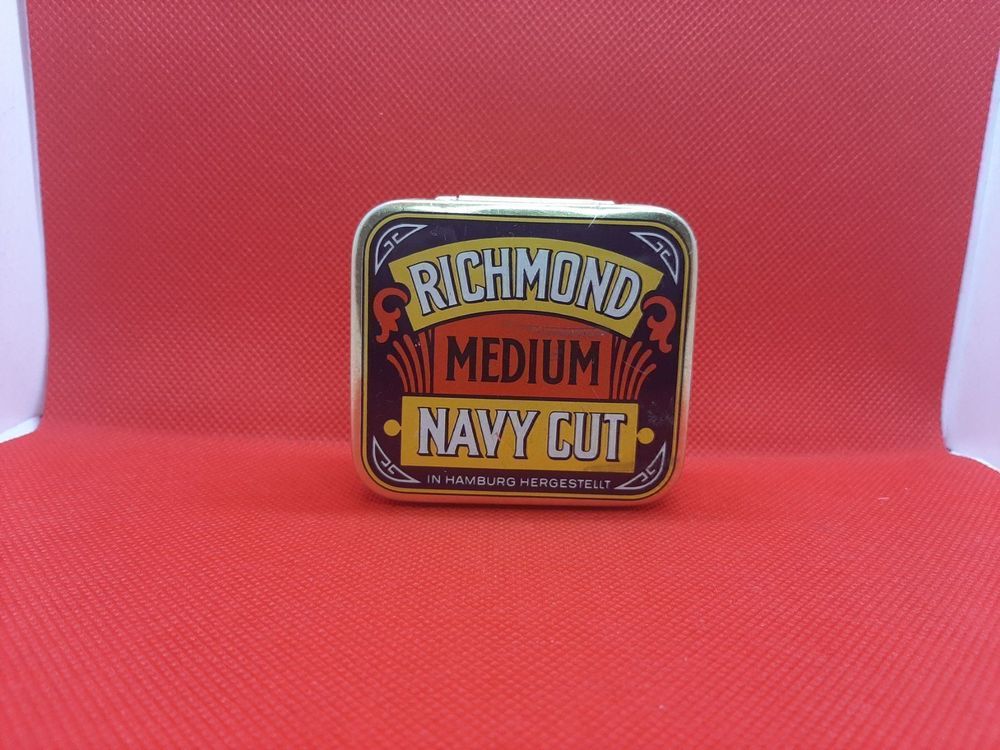 RICHMOND
MEDIUM
NAVY CUT
IN HAMBURG HERGESTELLT